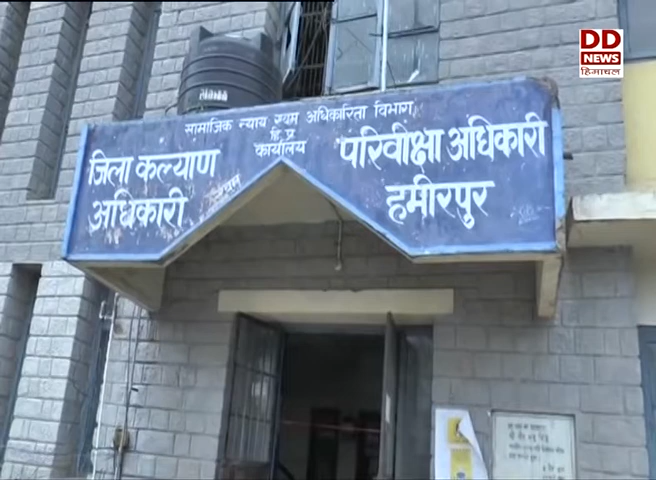 DD
NEWS
हिमाचल
सामाजिक न्याय एवम अधिकारिता विभाग
हि.प्र
कार्यालय
जिला कल्याण
अधिकारी
परिवीक्षा अधिकारी
हमीरपुर